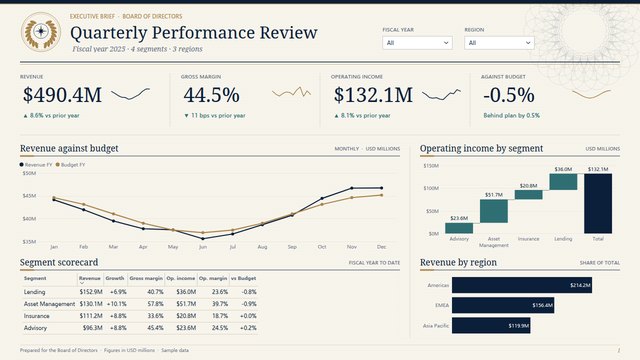 EXECUTIVE BRIEF · BOARD OF DIRECTORS
Quarterly Performance Review
Fiscal year 2025 · 4 segments · 3 regions
FISCAL YEAR
All
REGION
All
REVENUE
$490.4M
▲ 8.6% vs prior year
GROSS MARGIN
44.5%
▼ 11 bps vs prior year
OPERATING INCOME
$132.1M
▲ 8.1% vs prior year
AGAINST BUDGET
-0.5%
Behind plan by 0.5%
Revenue against budget
MONTHLY · USD MILLIONS
Revenue FY Budget FY
$50M
$45M
$40M
$35M
Jan Feb Mar Apr May Jun Jul Aug Sep Oct Nov Dec
Operating income by segment
USD MILLIONS
$150M
$100M
$50M
$0M
$23.6M
$51.7M
$20.8M
$36.0M
$132.1M
Advisory Asset Management Insurance Lending Total
Segment scorecard
FISCAL YEAR TO DATE
Segment Revenue Growth Gross margin Op. income Op. margin vs Budget
Lending $152.9M +6.9% 40.7% $36.0M 23.6% -0.8%
Asset Management $130.1M +10.1% 57.8% $51.7M 39.7% -0.9%
Insurance $111.2M +8.8% 33.6% $20.8M 18.7% +0.0%
Advisory $96.3M +8.8% 45.4% $23.6M 24.5% +0.2%
Revenue by region
SHARE OF TOTAL
Americas $214.2M
EMEA $156.4M
Asia Pacific $119.9M
Prepared for the Board of Directors · Figures in USD millions · Sample data
1